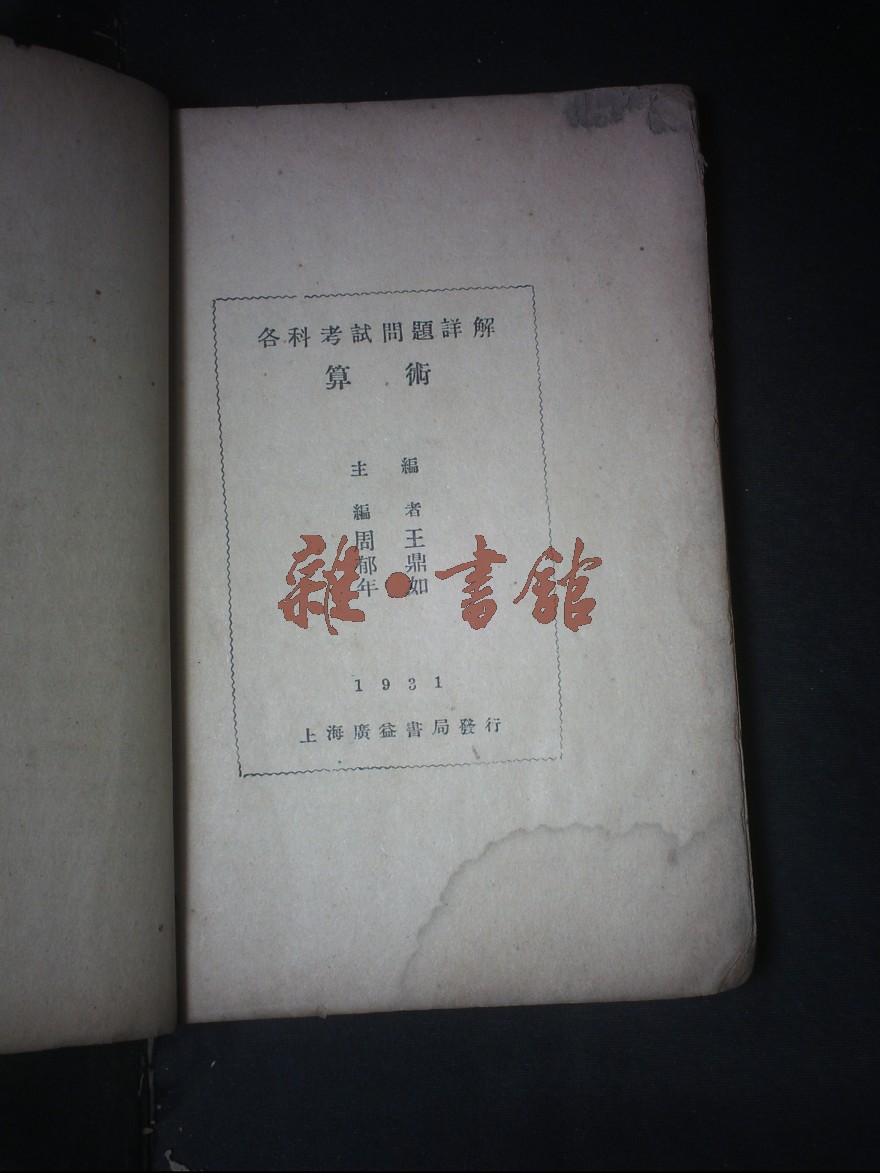 各科考試問題詳解
算術
主編
編者
周郁年
王鼎如
雜·書館
1931
上海廣益書局發行